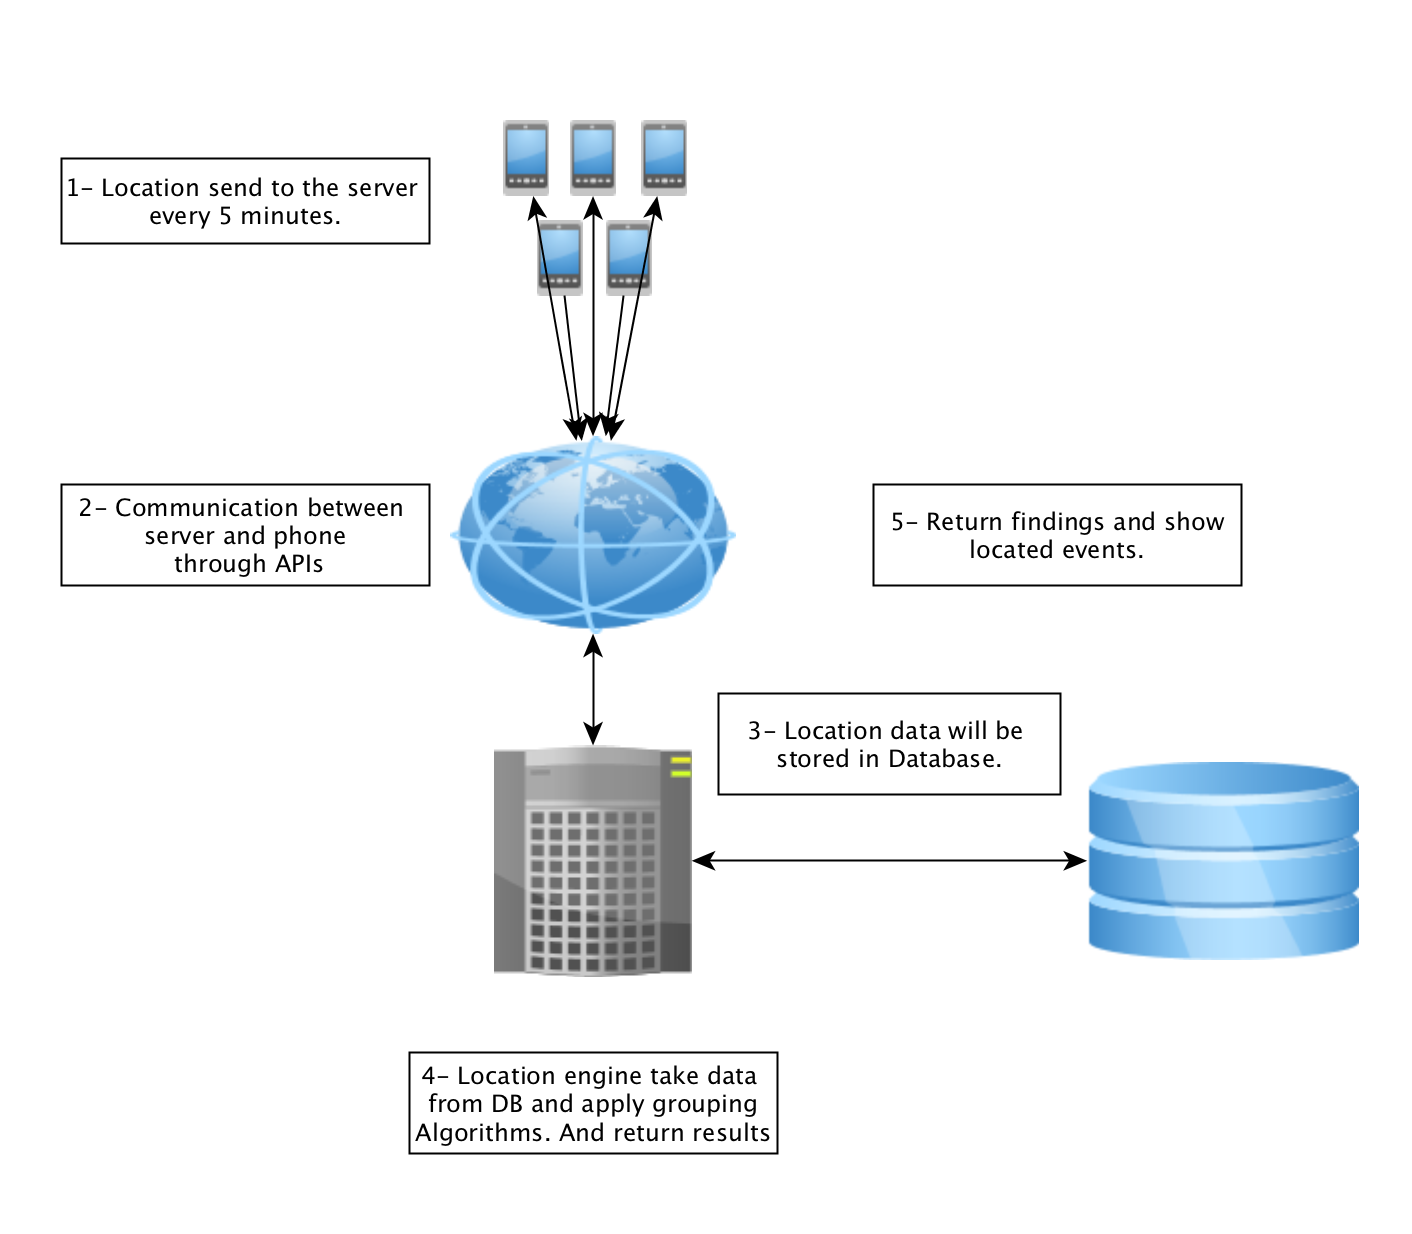 1- Location send to the server
every 5 minutes.
2- Communication between
server and phone
through APIs
5- Return findings and show
located events.
3- Location data will be
stored in Database.
4- Location engine take data
from DB and apply grouping
Algorithms. And return results